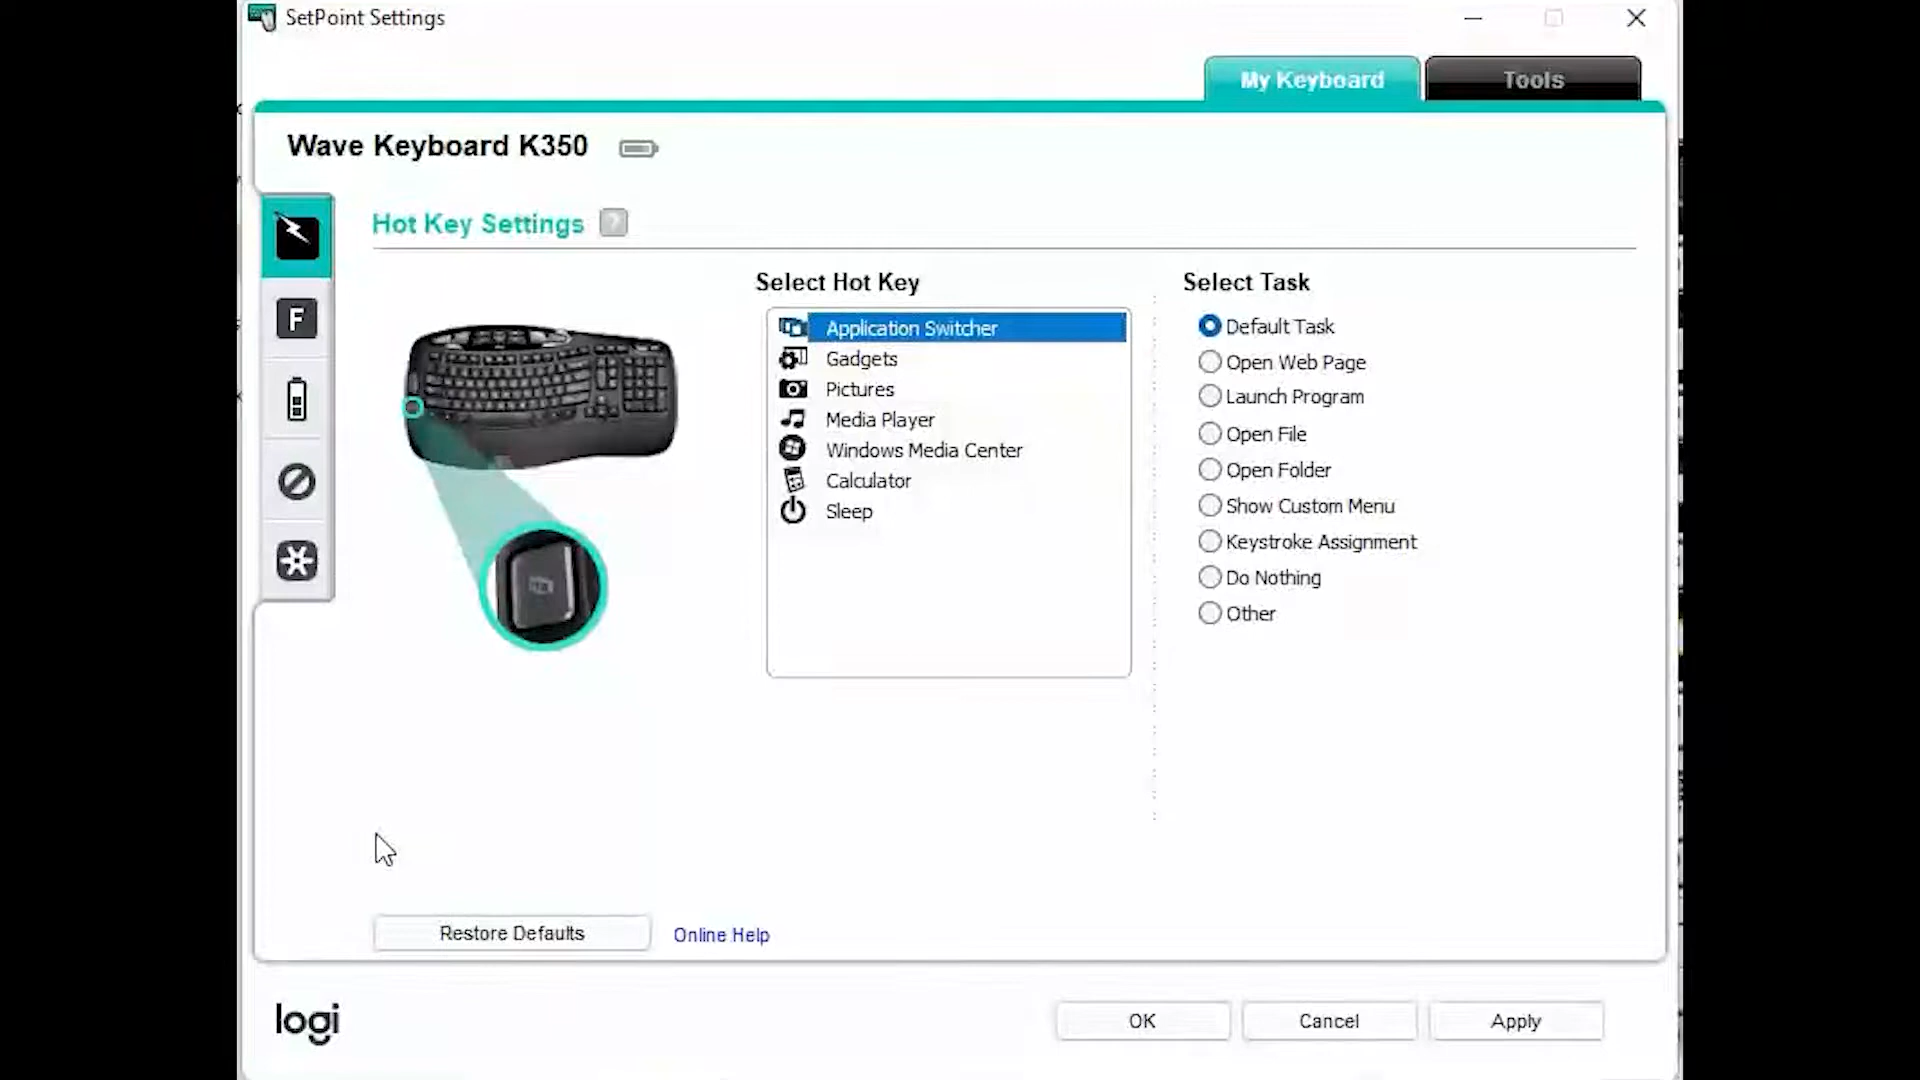 SetPoint Settings
My Keyboard
Tools
Wave Keyboard K350
Hot Key Settings
?
F
Select Hot Key
Application Switcher
Gadgets
Pictures
Media Player
Windows Media Center
Calculator
Sleep
Select Task
Default Task
Open Web Page
Launch Program
Open File
Open Folder
Show Custom Menu
Keystroke Assignment
Do Nothing
Other
Restore Defaults
Online Help
logi
OK
Cancel
Apply